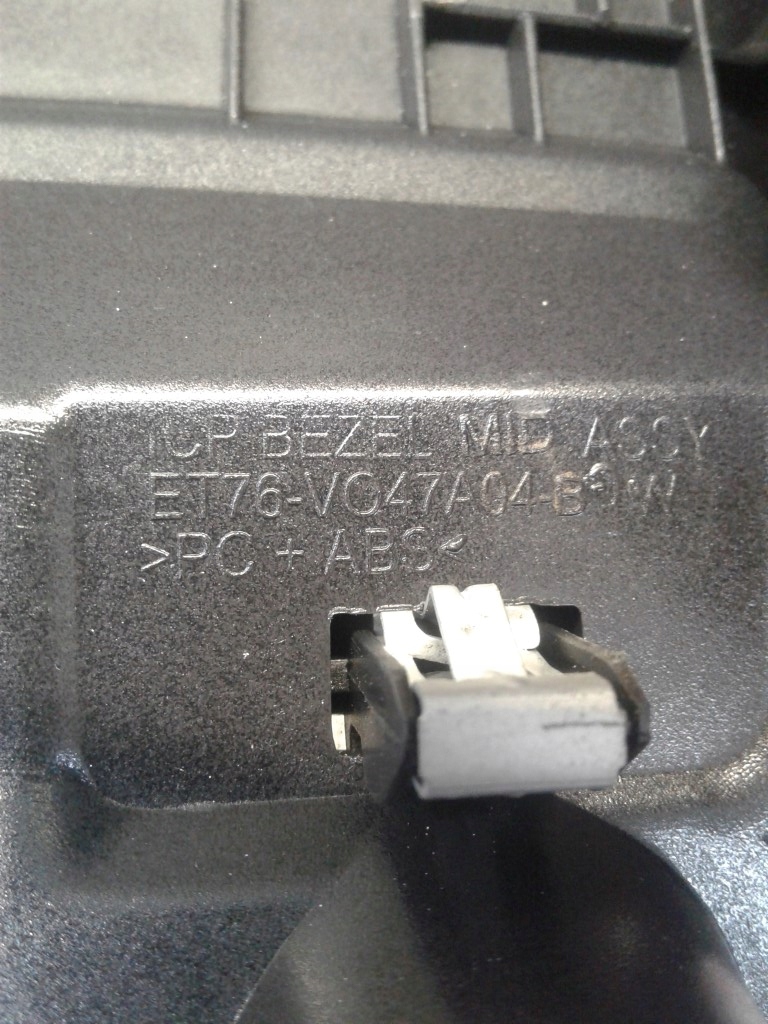 ICP BEZEL MID ASSY
ET76-V047A04-B
>PC + ABS<